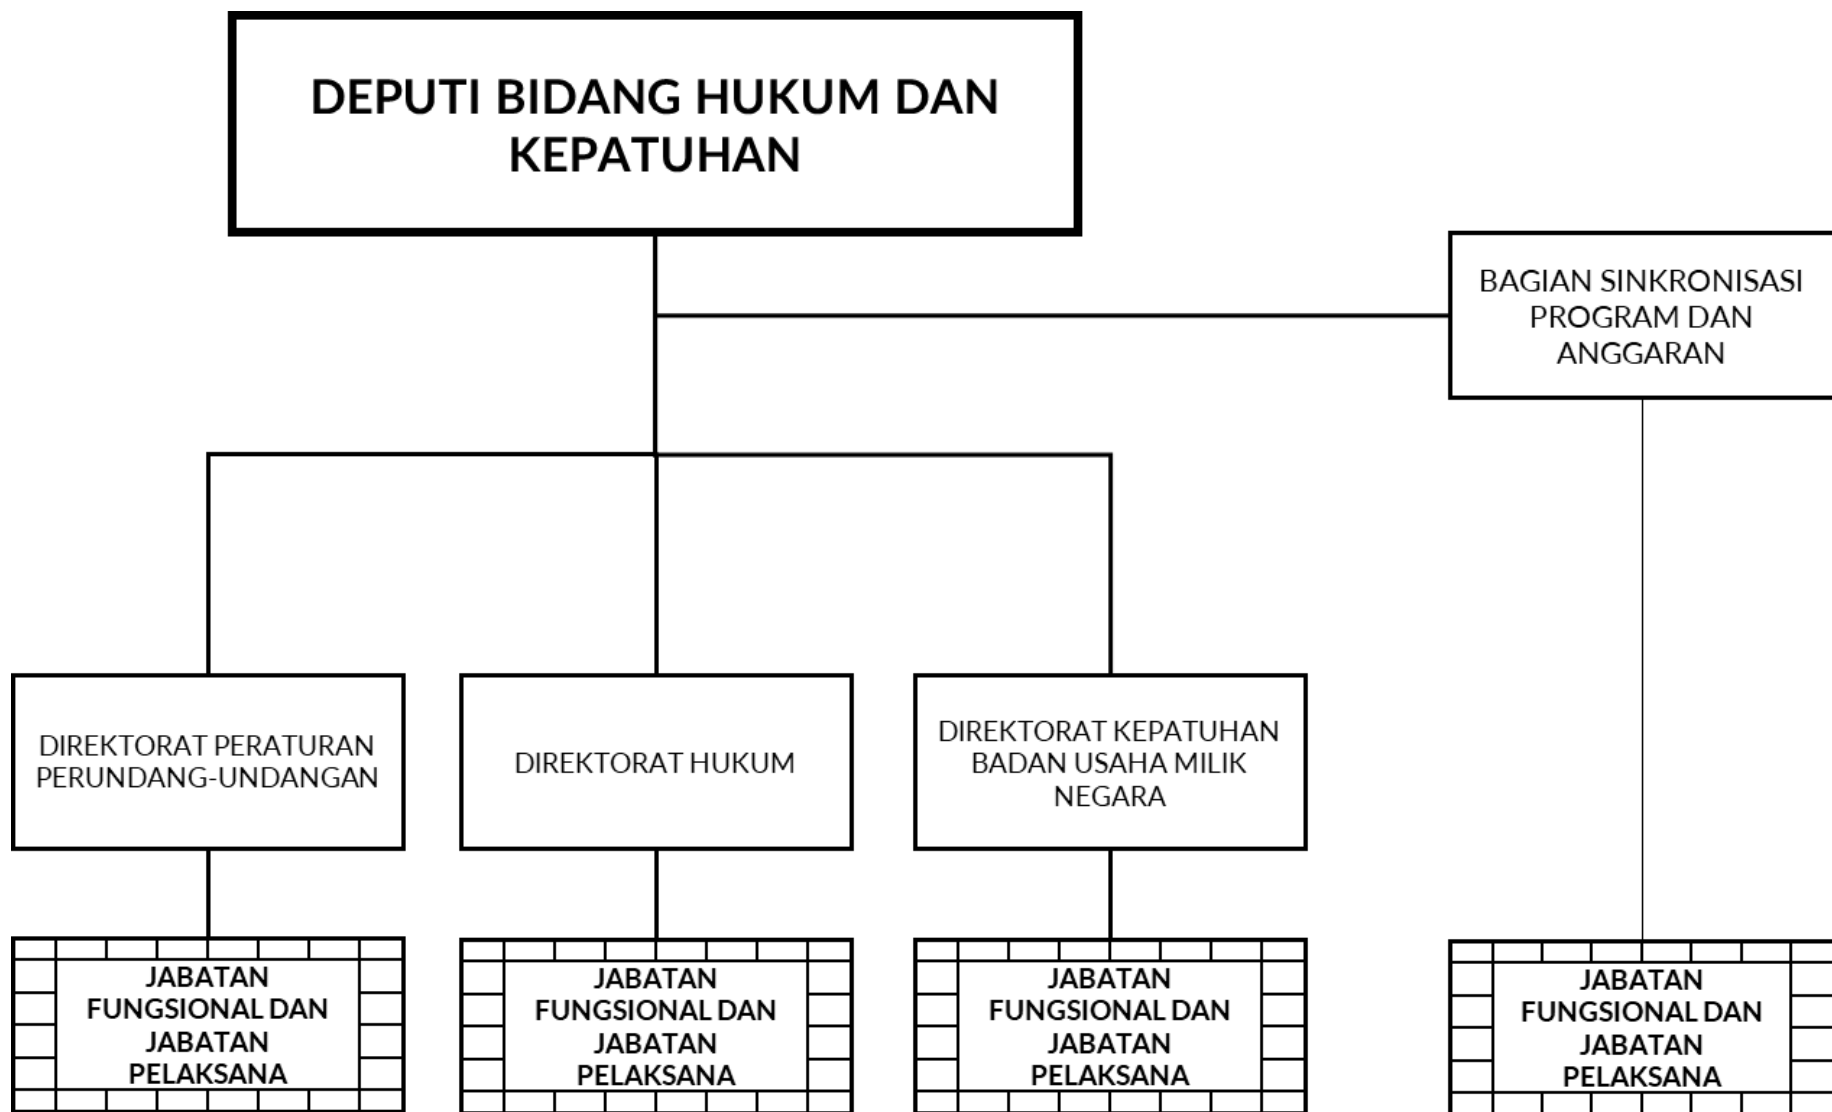 DEPUTI BIDANG HUKUM DAN
KEPATUHAN
BAGIAN SINKRONISASI
PROGRAM DAN
ANGGARAN
DIREKTORAT PERATURAN
PERUNDANG-UNDANGAN
DIREKTORAT HUKUM
DIREKTORAT KEPATUHAN
BADAN USAHA MILIK
NEGARA
JABATAN
FUNGSIONAL DAN
JABATAN
PELAKSANA
JABATAN
FUNGSIONAL DAN
JABATAN
PELAKSANA
JABATAN
FUNGSIONAL DAN
JABATAN
PELAKSANA
JABATAN
FUNGSIONAL DAN
JABATAN
PELAKSANA